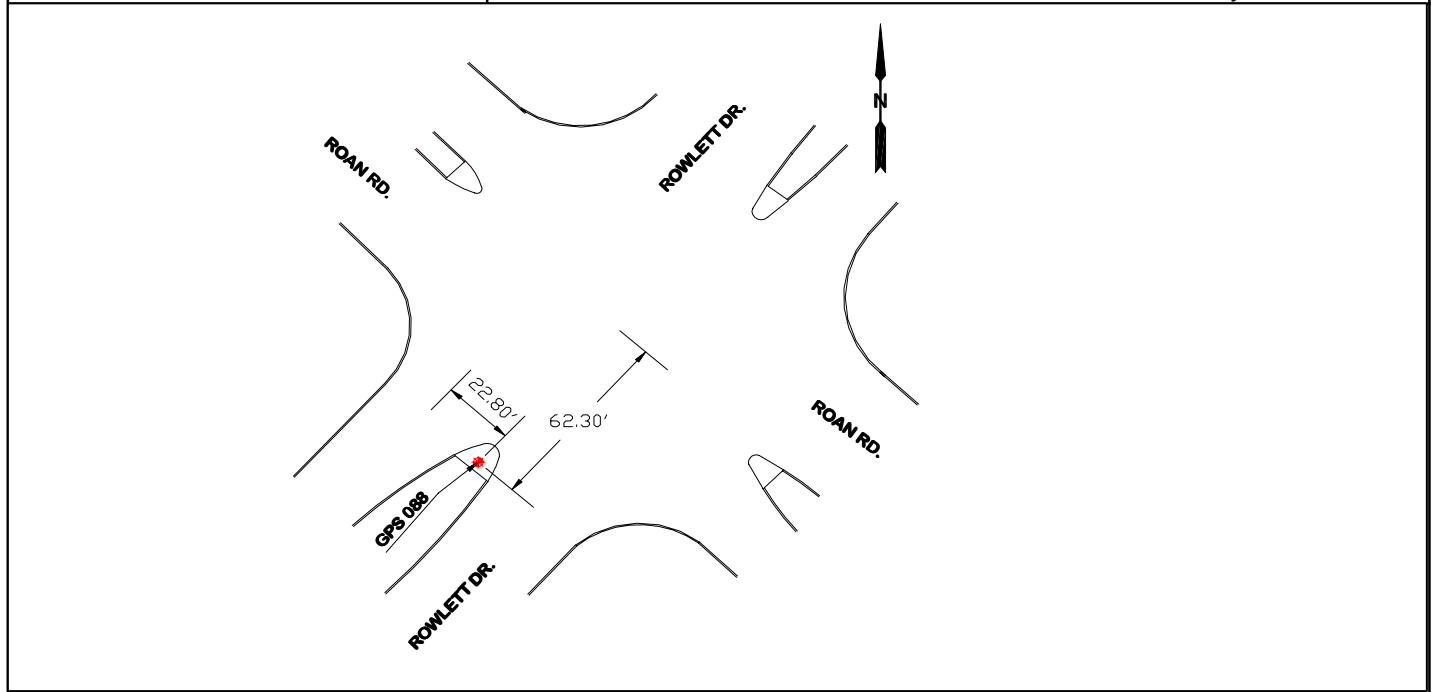 N
ROWLETT DR.
ROAN RD.
22.80'
62.30'
ROAN RD.
GPS 088
ROWLETT DR.